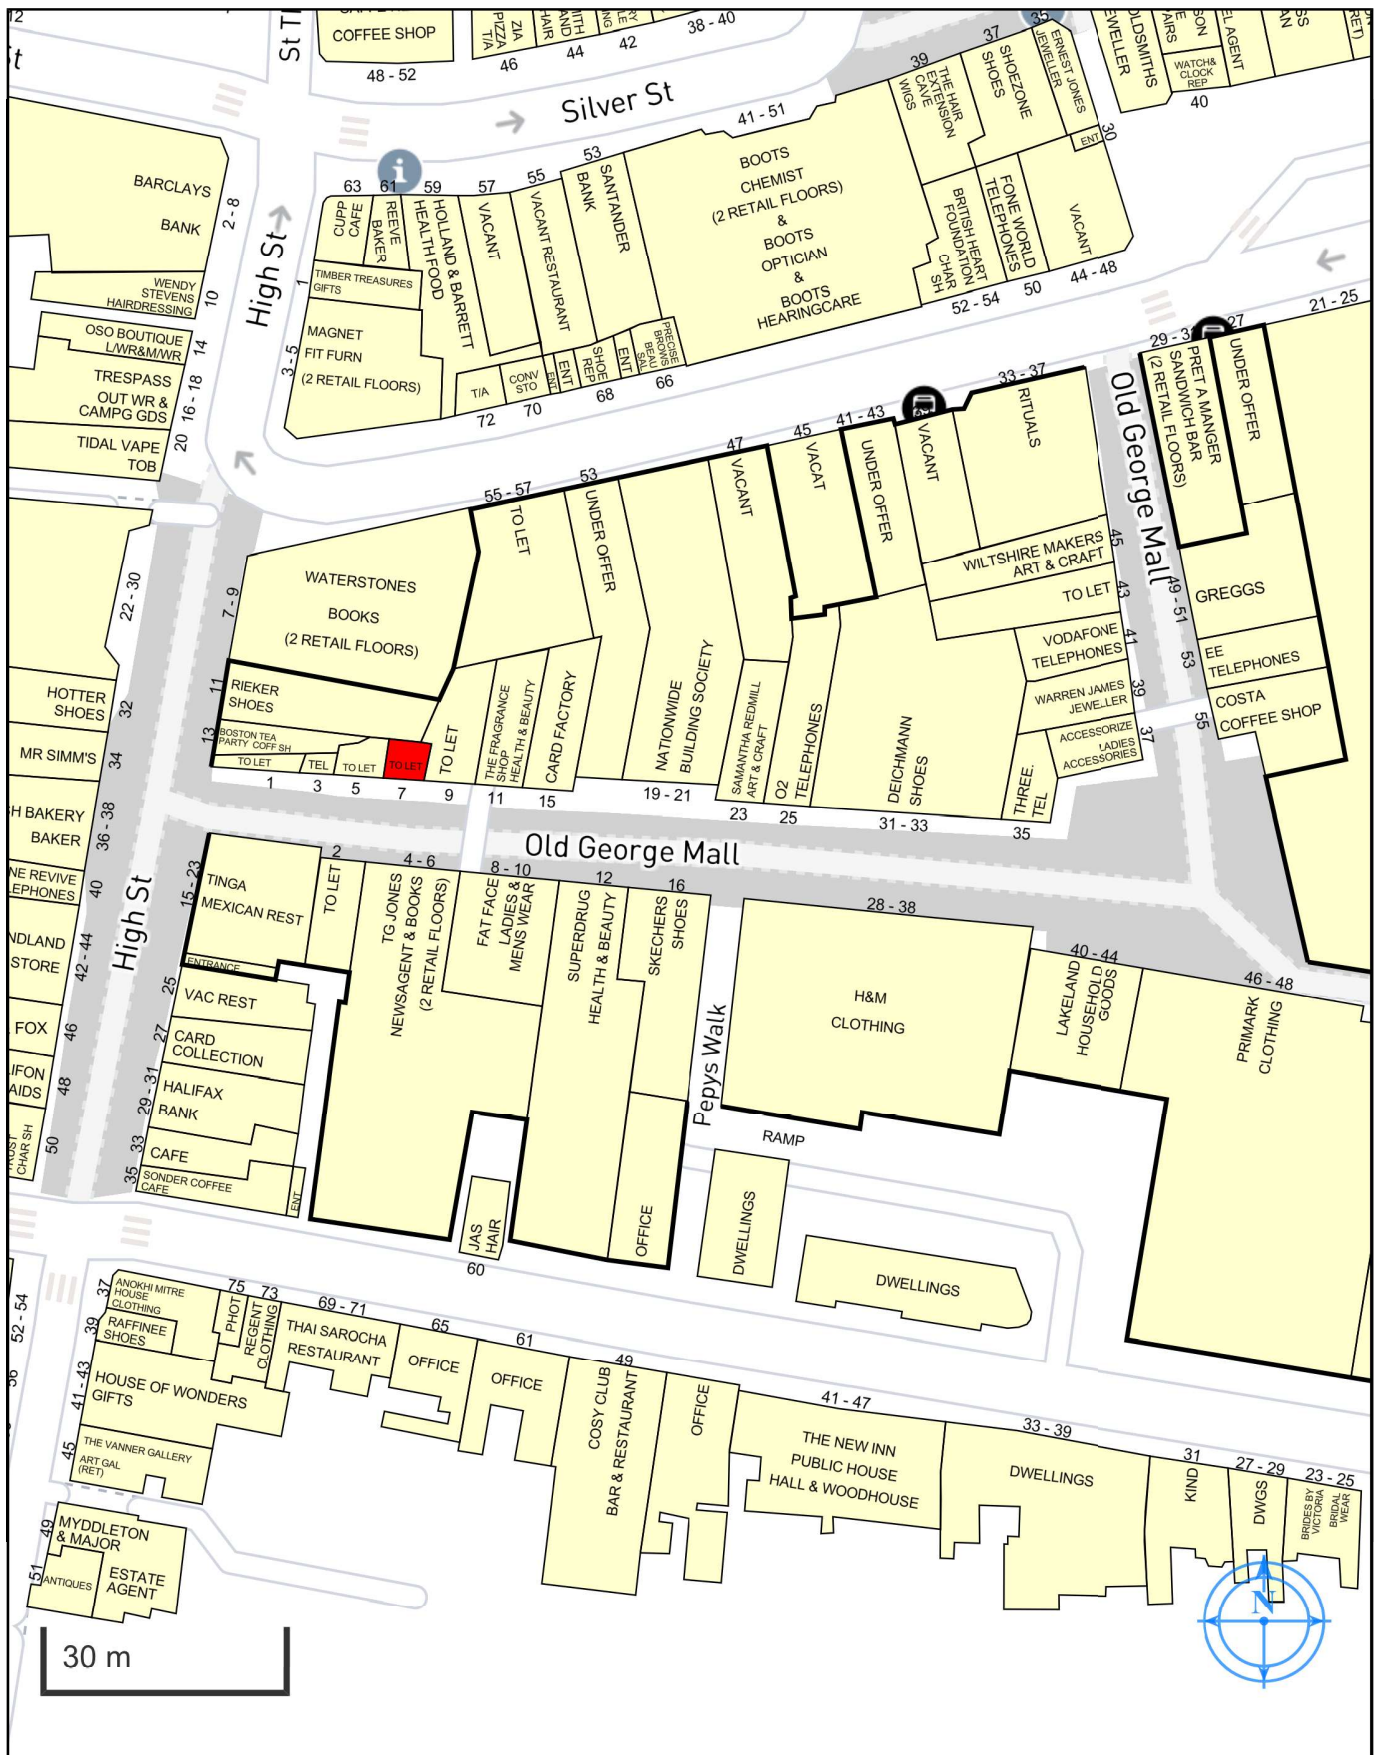 12
St
St
COFFEE SHOP
48 - 52
PIZZA
T/A
ZIA
HAIR
46
44
42
38 - 40
Silver St
41 - 51
39
37
35
WIGS
THE HAIR
EXTENSION
CAVE
SHOEZONE
SHOES
ERNEST JONES
JEWELLER
30
ENT
GOLDSMITHS
JEWELLER
WATCH&
CLOCK
REP
40
EL AGENT
BARCLAYS
BANK
2 - 8
WENDY
STEVENS
HAIRDRESSING
10
OSO BOUTIQUE
L/WR&M/WR
14
TRESPASS
OUT WR &
CAMPG GDS
16 - 18
TIDAL VAPE
TOB
20
High St
63
61
59
57
55
53
CUPP
CAFE
REEVE
BAKER
HOLLAND & BARRETT
HEALTH FOOD
VACANT
VACANT RESTAURANT
SANTANDER
BANK
TIMBER TREASURES
GIFTS
1
MAGNET
FIT FURN
(2 RETAIL FLOORS)
3 - 5
T/A
CONV
STO
ENT
ENT
SHOE
REP
ENT
PRECISE
BROWS
BEAU
SAL
72
70
68
66
BOOTS
CHEMIST
(2 RETAIL FLOORS)
&
BOOTS
OPTICIAN
&
BOOTS
HEARINGCARE
BRITISH HEART
FOUNDATION
CHAR
SH
FONE WORLD
TELEPHONES
VACANT
52 - 54
50
44 - 48
21 - 25
27
UNDER OFFER
PRET A MANGER
SANDWICH BAR
(2 RETAIL FLOORS)
Old George Mall
33 - 37
RITUALS
VACANT
41 - 43
UNDER OFFER
45
VACAT
47
VACANT
53
UNDER OFFER
55 - 57
TO LET
WATERSTONES
BOOKS
(2 RETAIL FLOORS)
7 - 9
22 - 30
HOTTER
SHOES
32
MR SIMM'S
34
BAKERY
BAKER
36 - 38
40
42 - 44
STORE
FOX
46
48
CHAR SH
50
11
RIEKER
SHOES
13
BOSTON TEA
PARTY COFF SH
TO LET
TEL
TO LET
TO LET
TO LET
THE FRAGRANCE
SHOP
HEALTH & BEAUTY
CARD FACTORY
NATIONWIDE
BUILDING SOCIETY
SAMANTHA REDMILL
ART & CRAFT
O2
TELEPHONES
DEICHMANN
SHOES
THREE.
TEL
WILTSHIRE MAKERS
ART & CRAFT
45
TO LET
43
VODAFONE
TELEPHONES
41
WARREN JAMES
JEWELLER
39
ACCESSORIZE
LADIES
ACCESSORIES
37
49 - 51
GREGGS
53
EE
TELEPHONES
COSTA
COFFEE SHOP
55
1
3
5
7
9
11
15
19 - 21
23
25
31 - 33
35
Old George Mall
2
4 - 6
8 - 10
12
16
28 - 38
40 - 44
46 - 48
15 - 23
TINGA
MEXICAN REST
TO LET
ENTRANCE
TG JONES
NEWSAGENT & BOOKS
(2 RETAIL FLOORS)
FAT FACE
LADIES &
MENS WEAR
SUPERDRUG
HEALTH & BEAUTY
SKECHERS
SHOES
Pepys Walk
H&M
CLOTHING
LAKELAND
HOUSEHOLD
GOODS
PRIMARK
CLOTHING
High St
25
VAC REST
27
CARD
COLLECTION
29 - 31
HALIFAX
BANK
33
CAFE
35
SONDER COFFEE
CAFE
ENT
RAMP
JAS
HAIR
60
OFFICE
DWELLINGS
DWELLINGS
52 - 54
37
ANOKHI MITRE
HOUSE
CLOTHING
39
RAFFINEE
SHOES
75
PHOT
73
REGENT
CLOTHING
69 - 71
THAI SAROCHA
RESTAURANT
65
OFFICE
61
OFFICE
49
COSY CLUB
BAR & RESTAURANT
OFFICE
41 - 47
THE NEW INN
PUBLIC HOUSE
HALL & WOODHOUSE
33 - 39
DWELLINGS
31
KIND
27 - 29
DWGS
23 - 25
BRIDES BY
VICTORIA
BRIDAL
WEAR
41 - 43
HOUSE OF WONDERS
GIFTS
45
THE VANNER GALLERY
ART GAL
(RET)
49
MYDDLETON
& MAJOR
51
ANTIQUES
ESTATE
AGENT
30 m
N